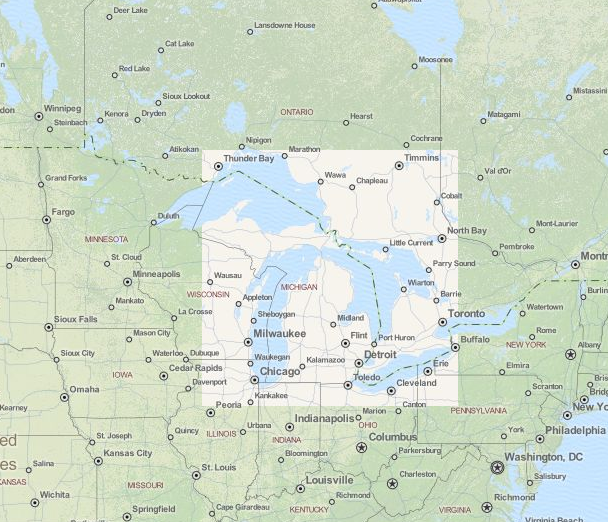 Deer Lake
Lansdowne House
Cat Lake
Moosonee
Red Lake
Sioux Lookout
Winnipeg
Mistassini
Kenora
Dryden
ONTARIO
Hearst
Matagami
Steinbach
Nipigon
Cochrane
Atikokan
Marathon
Thunder Bay
Timmins
Wawa
Chapleau
Val d'Or
Grand Forks
Cobalt
Fargo
Duluth
Mont-Laurier
North Bay
MINNESOTA
Little Current
Pembroke
Montr
Aberdeen
St. Cloud
Parry Sound
Minneapolis
Wausau
MICHIGAN
Wiarton
Burlin
WISCONSIN
Appleton
Barrie
Mankato
La Crosse
Sheboygan
Midland
Toronto
Watertown
Sioux Falls
Mason City
Milwaukee
Flint
Port Huron
Rome
Buffalo
NEW YORK
Albany
Sioux City
Waterloo
Dubuque
Waukegan
Kalamazoo
Detroit
Erie
Elmira
IOWA
Cedar Rapids
Chicago
Toledo
Cleveland
Bris
Davenport
Scranton
Omaha
Kankakee
Bridg
Kearney
Peoria
Marion
Canton
PENNSYLVANIA
New Yo
Indianapolis
Urbana
OHIO
ILLINOIS
Philadelphia
St. Joseph
Quincy
INDIANA
Columbus
York
ed
Kansas City
Bloomington
Parkersburg
Washington, DC
es
Salina
St. Louis
Salisbury
KANSAS
MISSOURI
Louisville
Charleston
Wichita
Richmond
Richmond
Springfield
Cape Girardeau
KENTUCKY
VIRGINIA
Virginia Beach